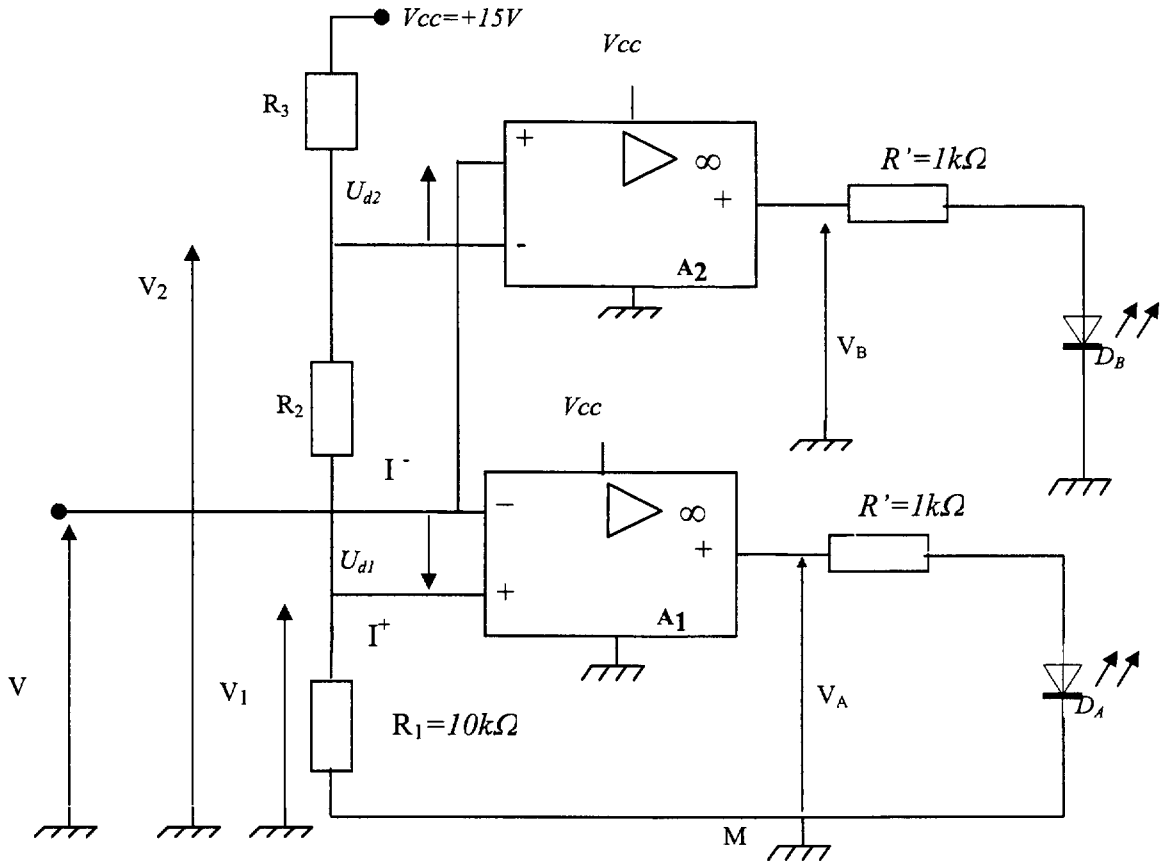 Vcc=+15V
Vcc
R3
+
∞
R'=1kΩ
Ud2
+
-
A2
V2
VB
DB
R2
Vcc
I-
−
∞
R'=1kΩ
+
Ud1
+
A1
I+
V
V1
R1=10kΩ
VA
DA
M